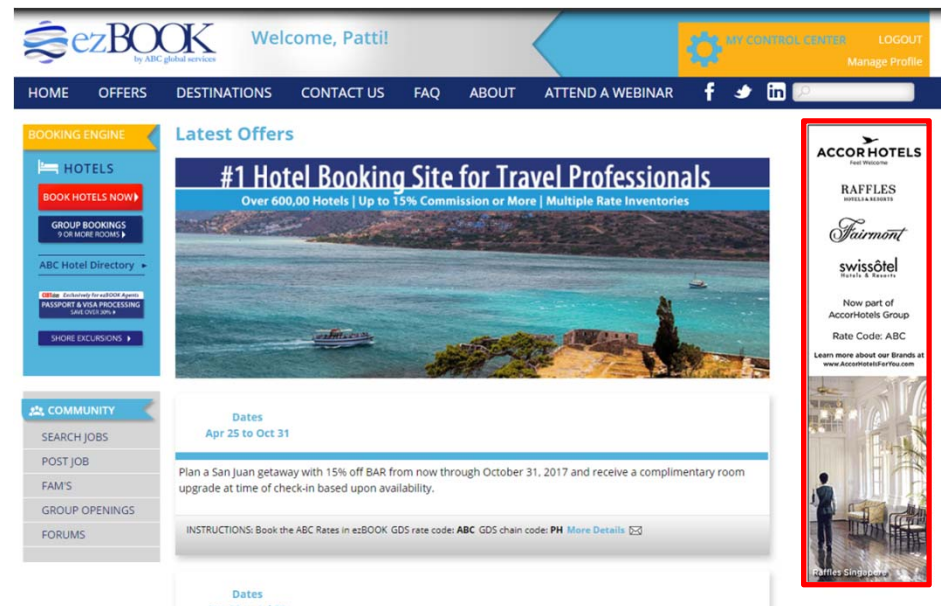 ezBOOK
by ABC global services
Welcome, Patti!
MY CONTROL CENTER
LOGOUT
Manage Profile
HOME OFFERS DESTINATIONS CONTACT US FAQ ABOUT ATTEND A WEBINAR
BOOKING ENGINE
HOTELS
BOOK HOTELS NOW
GROUP BOOKINGS
9 OR MORE ROOMS
ABC Hotel Directory
Exclusively for ezBOOK Agents
PASSPORT & VISA PROCESSING
SAVE OVER 30%
SHORE EXCURSIONS
COMMUNITY
SEARCH JOBS
POST JOB
FAM'S
GROUP OPENINGS
FORUMS
Latest Offers
#1 Hotel Booking Site for Travel Professionals
Over 600,00 Hotels | Up to 15% Commission or More | Multiple Rate Inventories
Dates
Apr 25 to Oct 31
Plan a San Juan getaway with 15% off BAR from now through October 31, 2017 and receive a complimentary room
upgrade at time of check-in based upon availability.
INSTRUCTIONS: Book the ABC Rates in ezBOOK GDS rate code: ABC GDS chain code: PH More Details
Dates
ACCORHOTELS
Feel Welcome
RAFFLES
HOTELS & RESORTS
Fairmont
swissôtel
Hotels & Resorts
Now part of
AccorHotels Group
Rate Code: ABC
Learn more about our Brands at
www.AccorHotelsForYou.com
Raffles Singapore